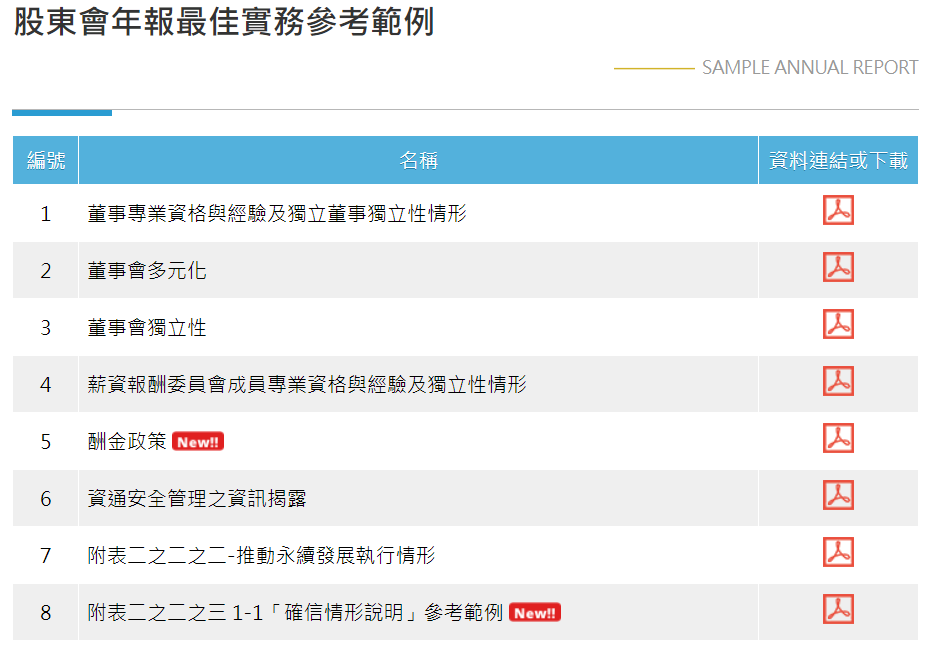 股東會年報最佳實務參考範例
SAMPLE ANNUAL REPORT
編號 名稱 資料連結或下載
1 董事專業資格與經驗及獨立董事獨立性情形
2 董事會多元化
3 董事會獨立性
4 薪資報酬委員會成員專業資格與經驗及獨立性情形
5 酬金政策 New!!
6 資通安全管理之資訊揭露
7 附表二之二之二-推動永續發展執行情形
8 附表二之二之三 1-1「確信情形說明」參考範例 New!!